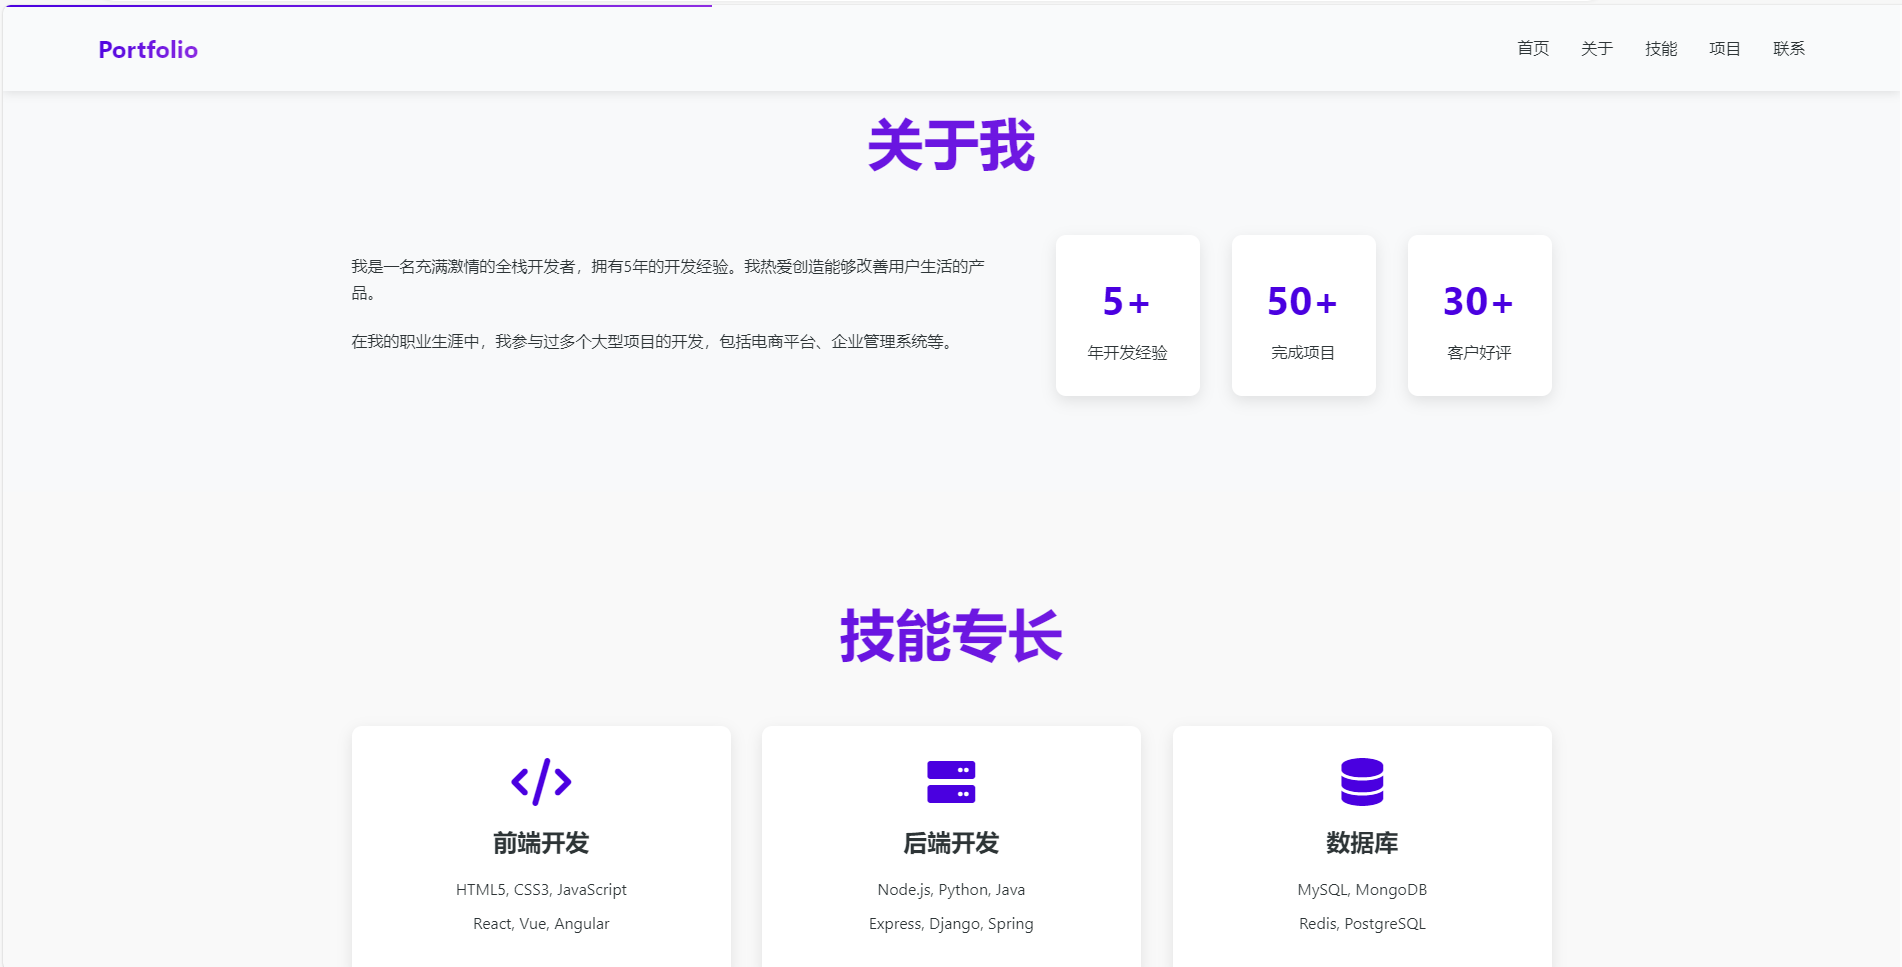 Portfolio
首页 关于 技能 项目 联系
关于我
我是一名充满激情的全栈开发者，拥有5年的开发经验。我热爱创造能够改善用户生活的产
品。
在我的职业生涯中，我参与过多个大型项目的开发，包括电商平台、企业管理系统等。
5+
年开发经验
50+
完成项目
30+
客户好评
技能专长
前端开发
HTML5, CSS3, JavaScript
React, Vue, Angular
后端开发
Node.js, Python, Java
Express, Django, Spring
数据库
MySQL, MongoDB
Redis, PostgreSQL